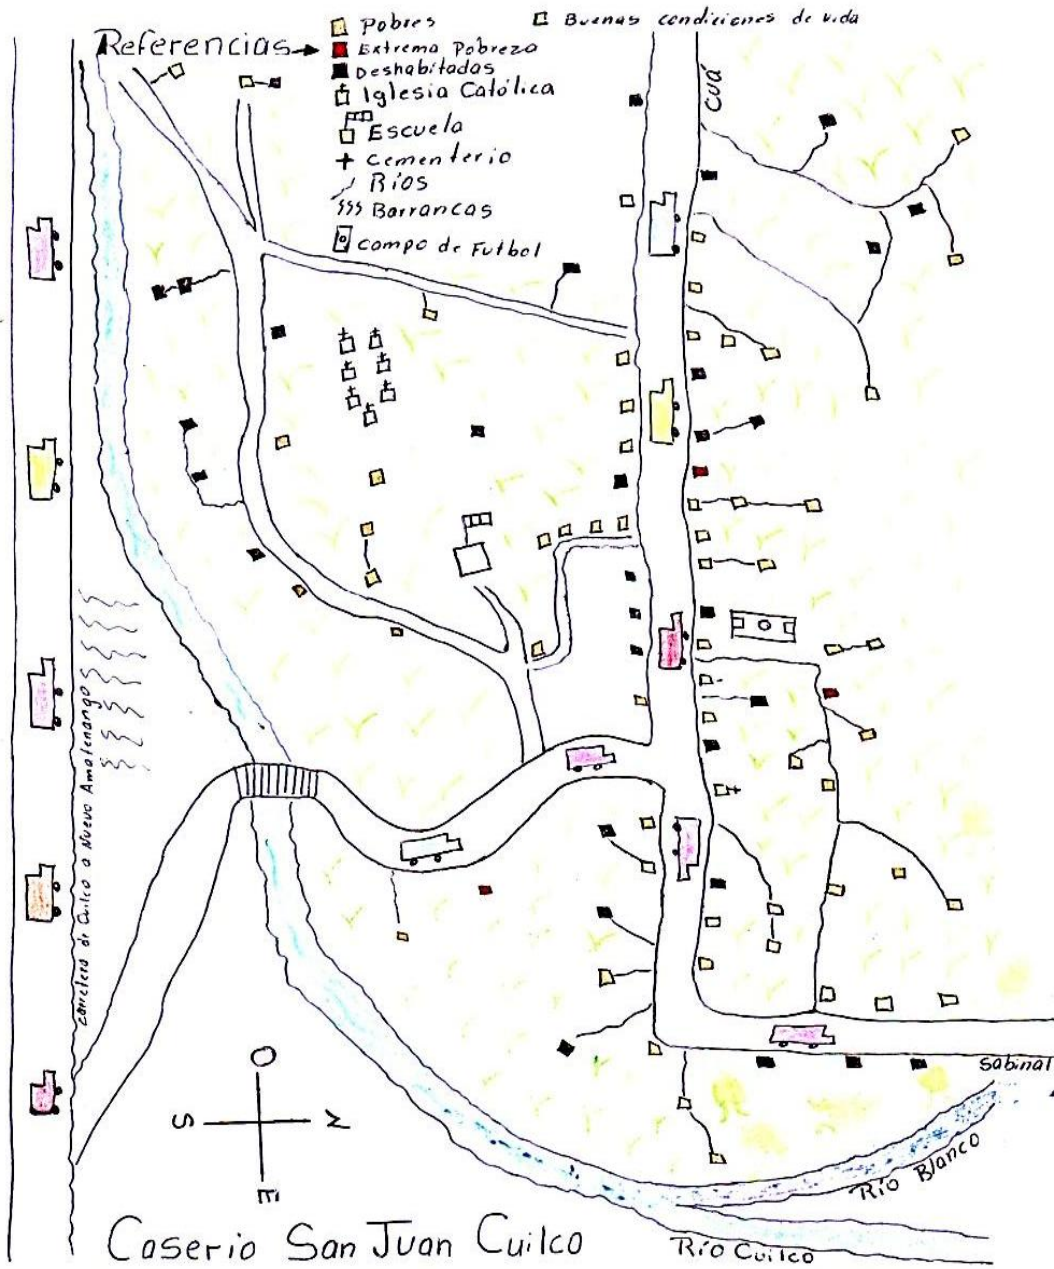 Referencias
Pobres
Extrema Pobreza
Deshabitadas
Iglesia Católica
Escuela
Cementerio
Ríos
Barrancas
Campo de Futbol
Buenas condiciones de vida
cuá
carretera de Cuilco a Nuevo Amatenango
O
S
N
E
Sabinal
Río Blanco
Río Cuilco
Caserio San Juan Cuilco